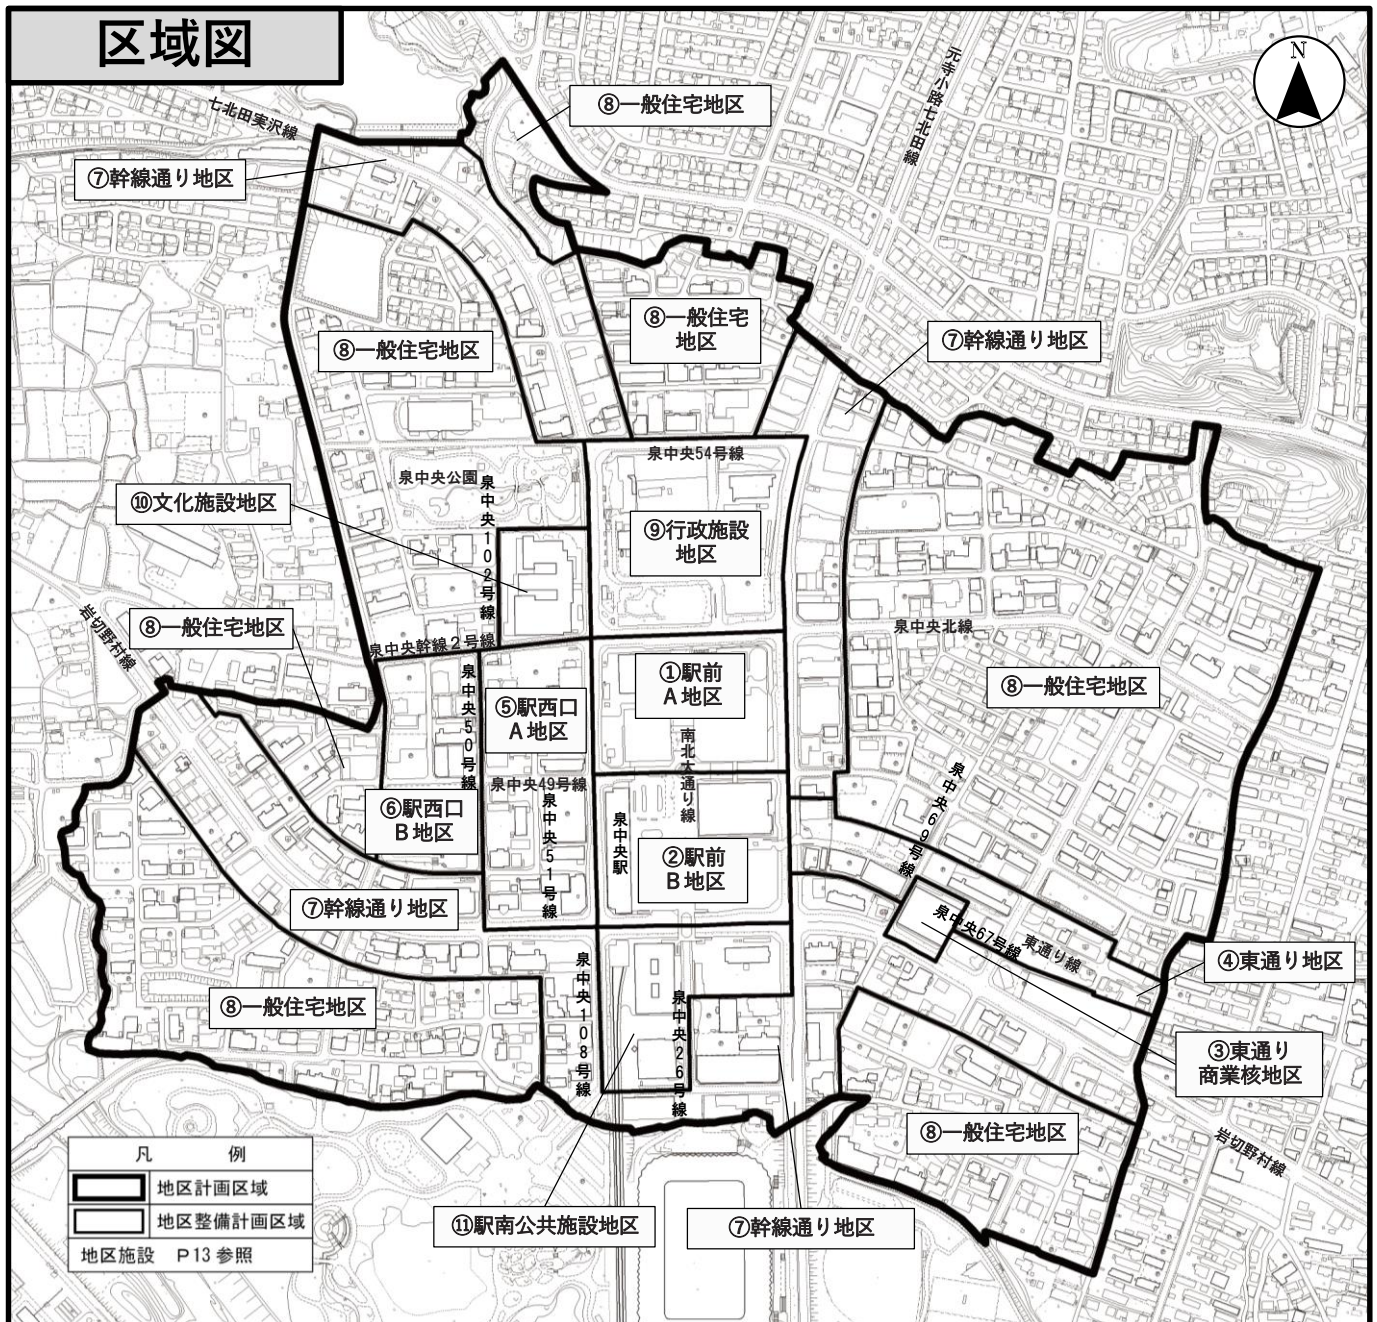 区域図
N
元寺小路七北田線
⑧一般住宅地区
七北田実沢線
⑦幹線通り地区
⑧一般住宅
地区
⑦幹線通り地区
⑧一般住宅地区
泉中央54号線
泉中央公園
泉中央102号線
⑩文化施設地区
⑨行政施設
地区
岩切野村線
⑧一般住宅地区
泉中央幹線2号線
泉中央北線
泉中央50号線
⑤駅西口
A地区
①駅前
A地区
⑧一般住宅地区
南北大通り線
泉中央49号線
泉中央51号線
⑥駅西口
B地区
泉中央駅
②駅前
B地区
泉中央69号線
⑦幹線通り地区
泉中央67号線
東通り線
④東通り地区
⑧一般住宅地区
泉中央108号線
泉中央26号線
③東通り
商業核地区
⑧一般住宅地区
岩切野村線
凡 例
地区計画区域
地区整備計画区域
地区施設 P13参照
⑪駅南公共施設地区
⑦幹線通り地区